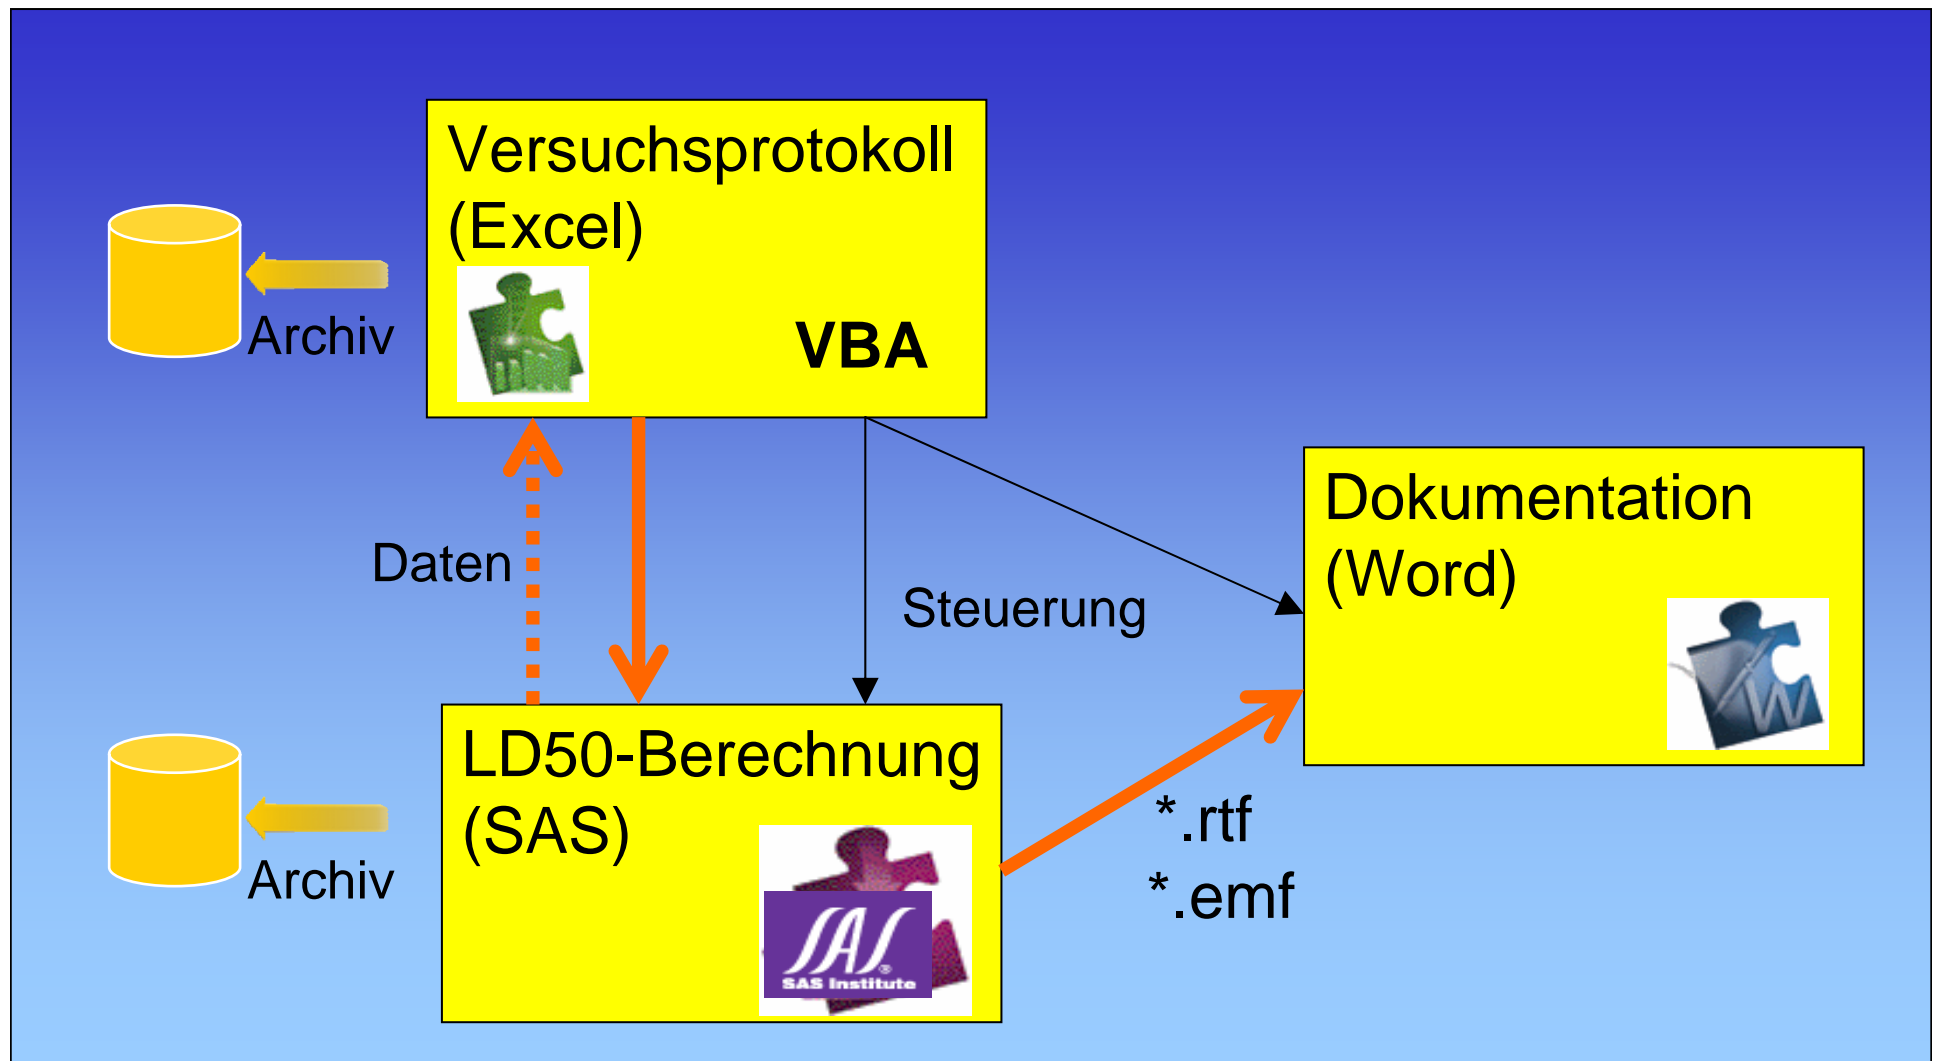 Versuchsprotokoll
(Excel)
VBA
Archiv
Daten
Steuerung
Dokumentation
(Word)
W
LD50-Berechnung
(SAS)
SAS®
SAS Institute
Archiv
*.rtf
*.emf